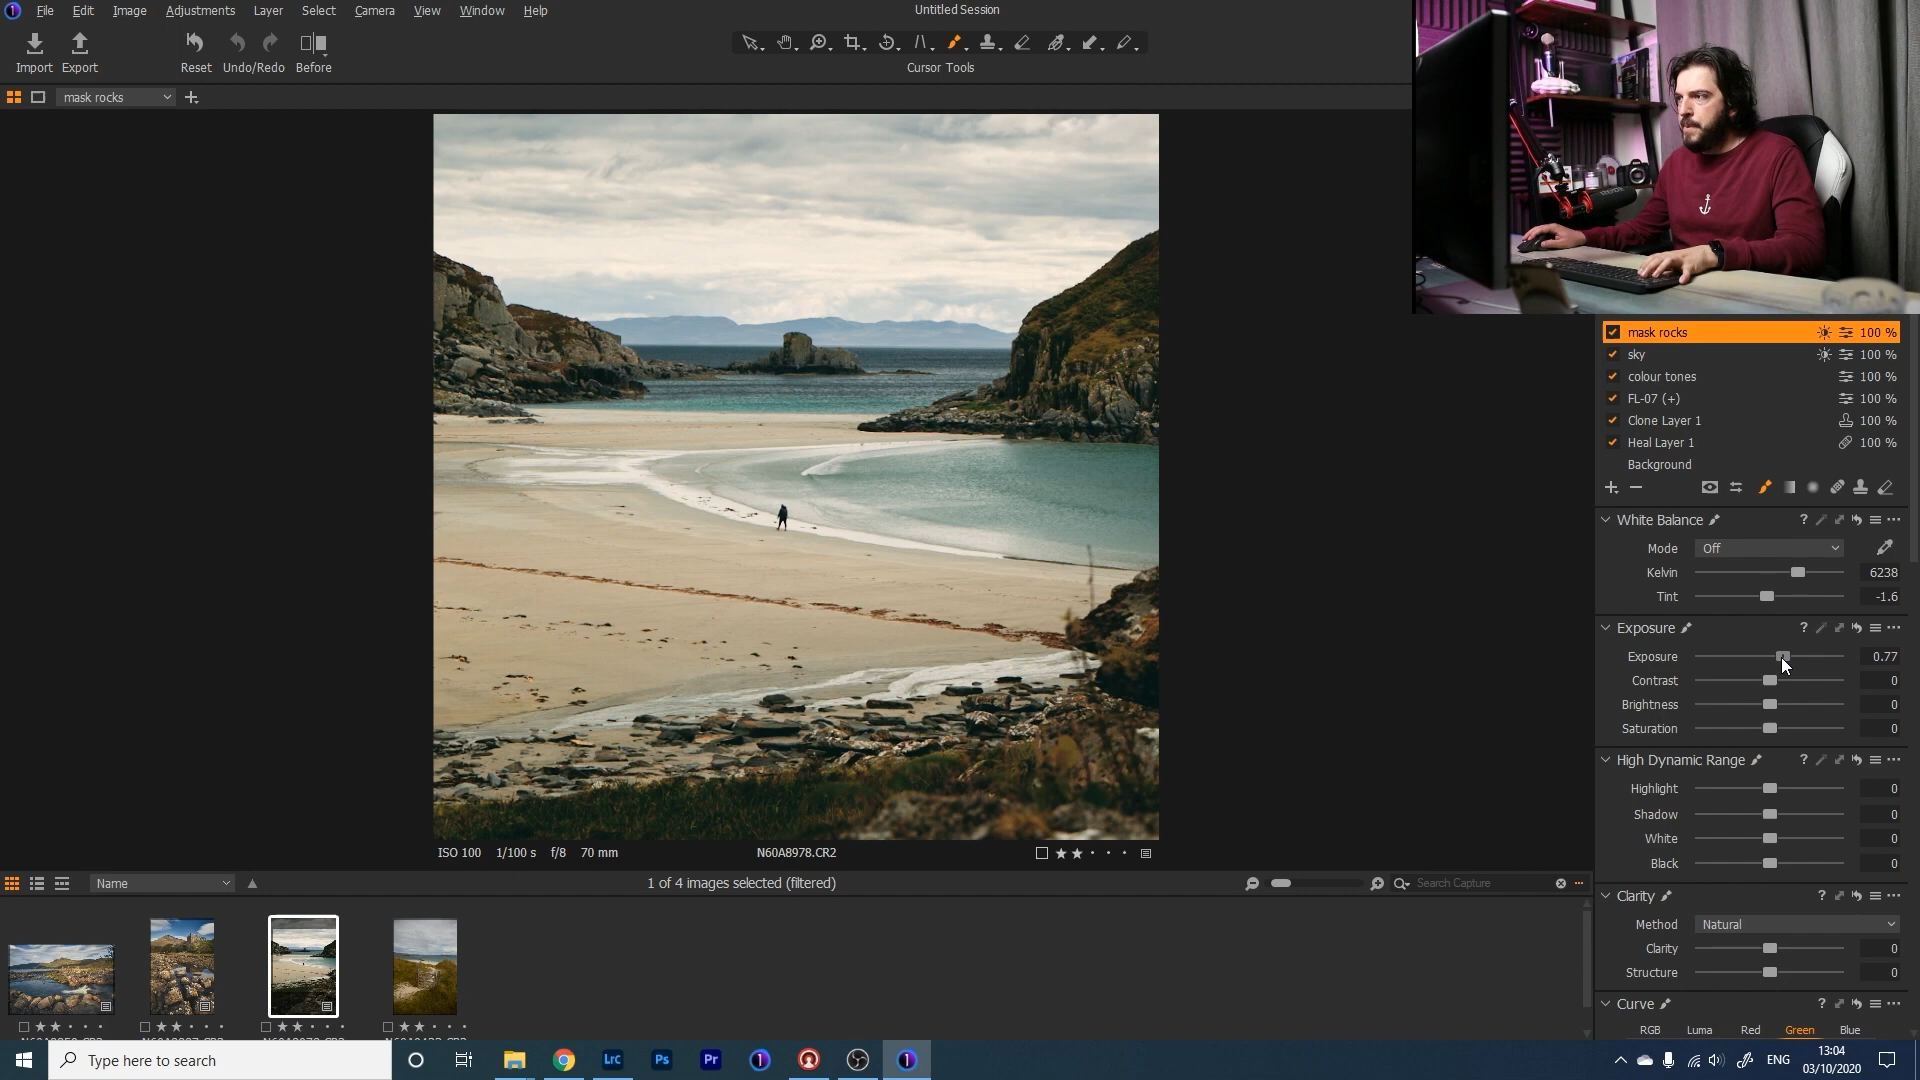 File Edit Image Adjustments Layer Select Camera View Window Help
Untitled Session
Import Export Reset Undo/Redo Before
Cursor Tools
mask rocks
mask rocks 100 %
sky 100 %
colour tones 100 %
FL-07 (+) 100 %
Clone Layer 1 100 %
Heal Layer 1 100 %
Background
White Balance ?
Mode Off
Kelvin 6238
Tint -1.6
Exposure ?
Exposure 0.77
Contrast 0
Brightness 0
Saturation 0
High Dynamic Range ?
Highlight 0
Shadow 0
White 0
Black 0
Clarity ?
Method Natural
Clarity 0
Structure 0
Curve ?
RGB Luma Red Green Blue
ISO 100 1/100 s f/8 70 mm N60A8978.CR2
Name 1 of 4 images selected (filtered) Search Capture
Type here to search
Lrc Ps Pr
ENG
13:04
03/10/2020